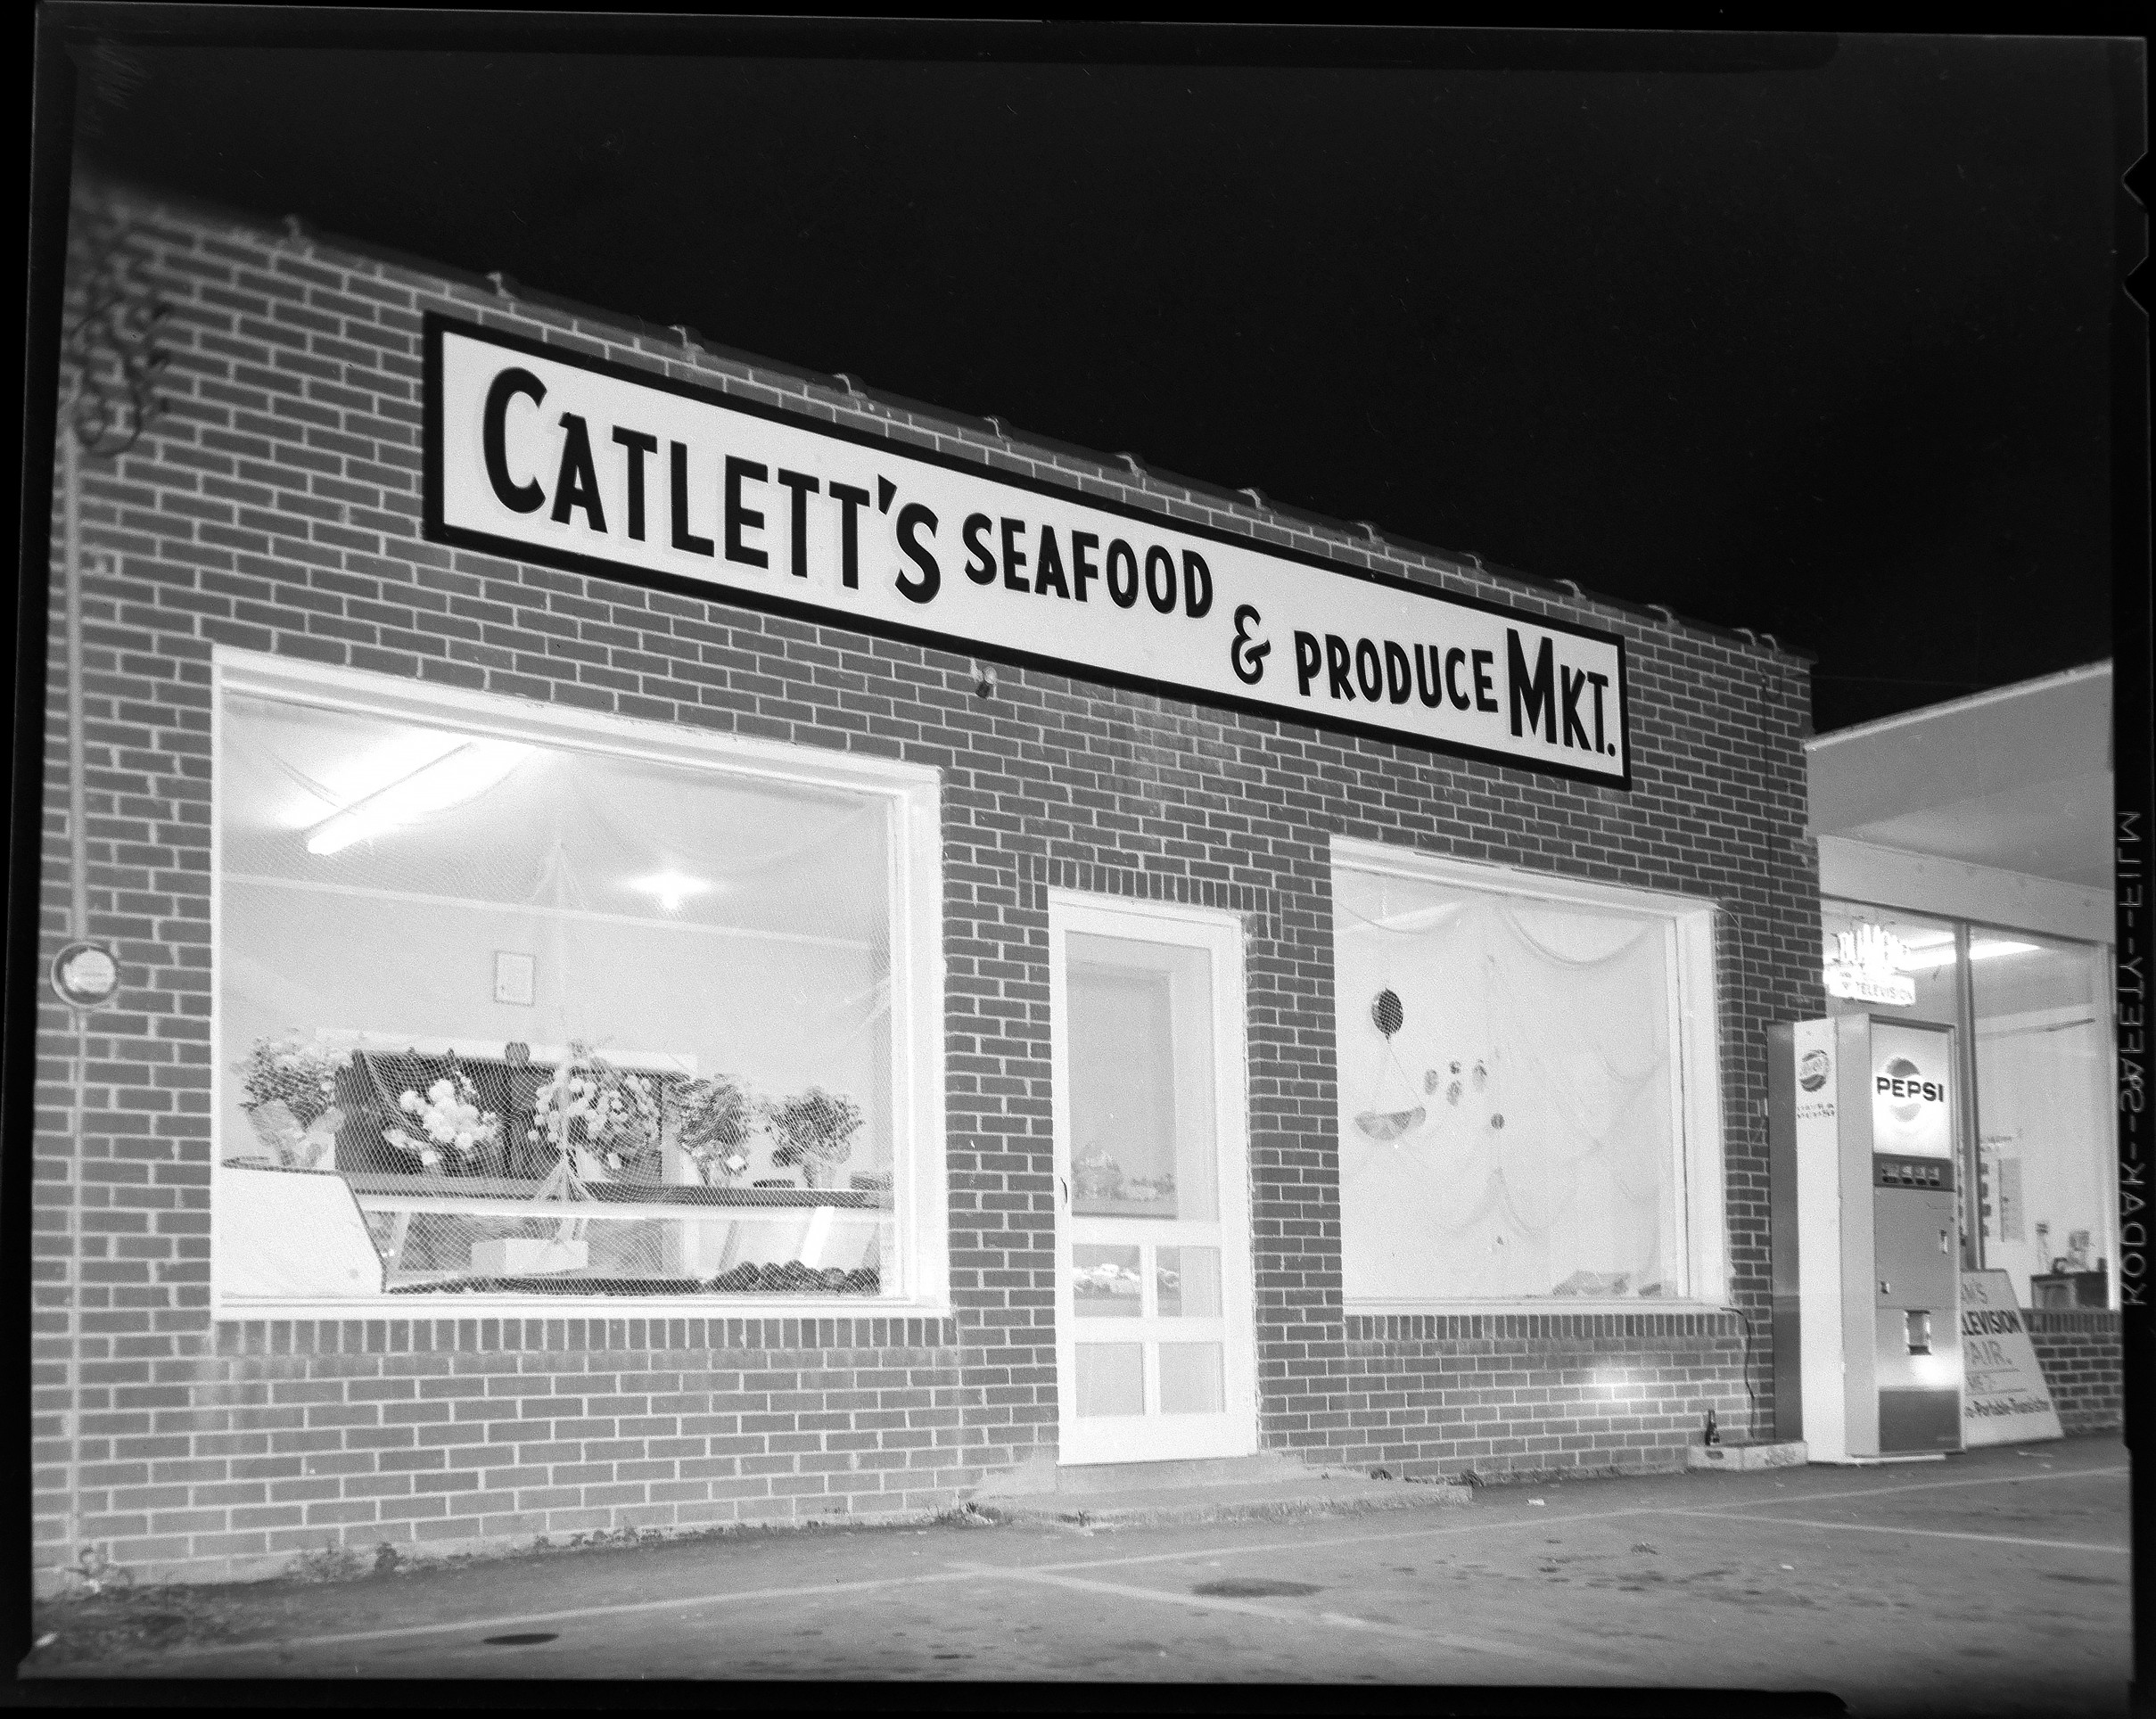 CATLETT'S SEAFOOD & PRODUCE MKT.
TELEVISION
PEPSI
LEVISION
AIR.
KODAK--SAFETY--FILM